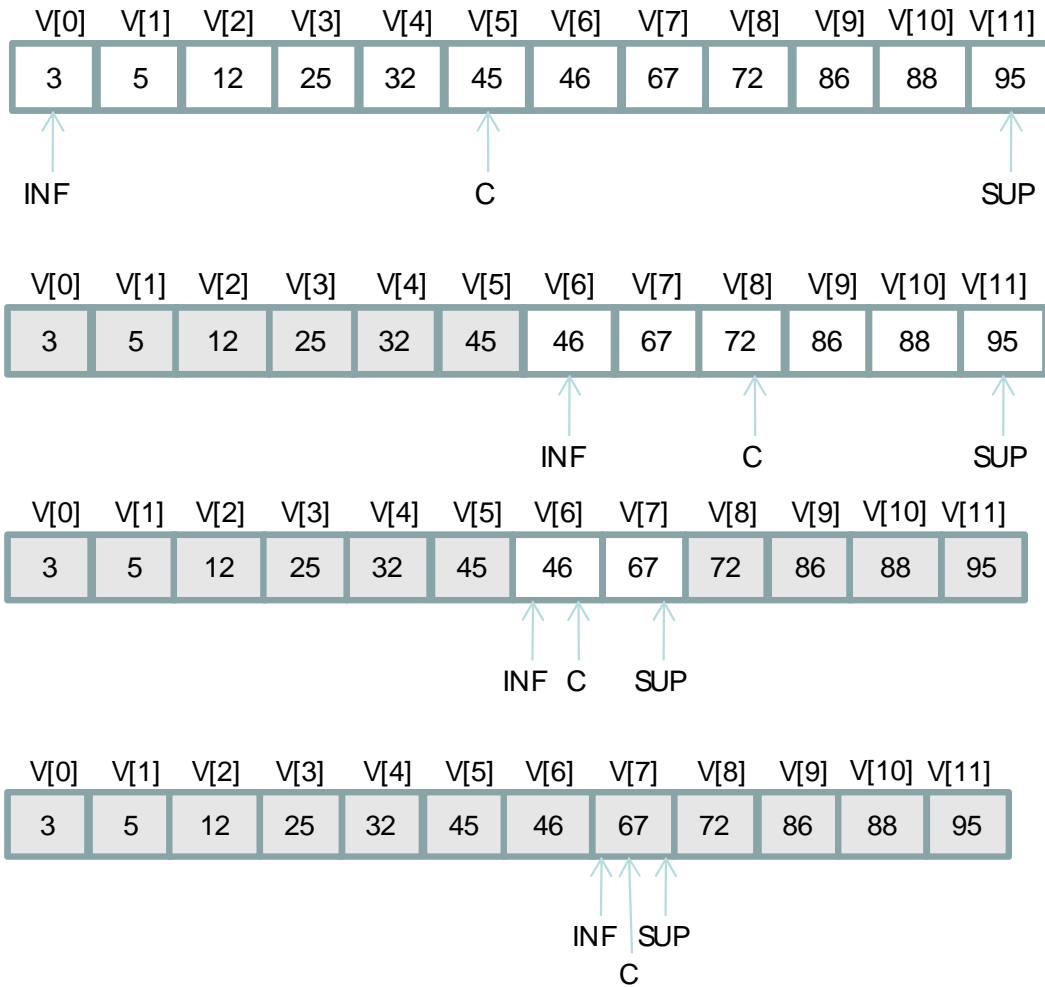 V[0] V[1] V[2] V[3] V[4] V[5] V[6] V[7] V[8] V[9] V[10] V[11]
3 5 12 25 32 45 46 67 72 86 88 95
INF C SUP
V[0] V[1] V[2] V[3] V[4] V[5] V[6] V[7] V[8] V[9] V[10] V[11]
3 5 12 25 32 45 46 67 72 86 88 95
INF C SUP
V[0] V[1] V[2] V[3] V[4] V[5] V[6] V[7] V[8] V[9] V[10] V[11]
3 5 12 25 32 45 46 67 72 86 88 95
INF C SUP
V[0] V[1] V[2] V[3] V[4] V[5] V[6] V[7] V[8] V[9] V[10] V[11]
3 5 12 25 32 45 46 67 72 86 88 95
INF SUP
C